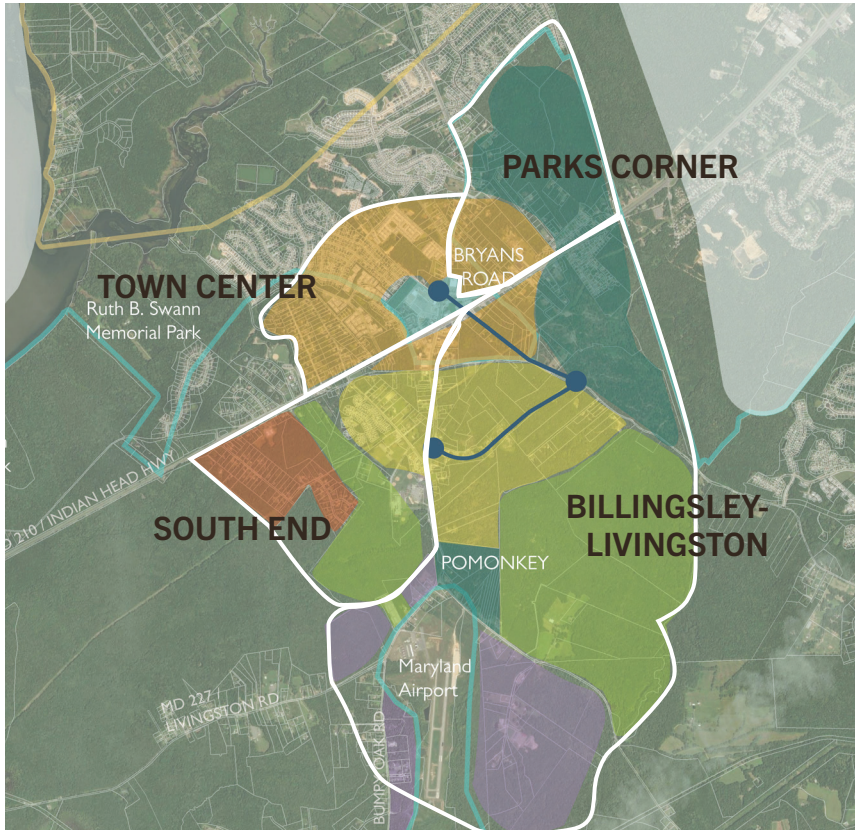 PARKS CORNER
BRYANS
ROAD
TOWN CENTER
Ruth B. Swann
Memorial Park
210 / INDIAN HEAD HWY
BILLINGSLEY-
LIVINGSTON
SOUTH END
POMONKEY
Maryland
Airport
MD 227 /
LIVINGSTON RD
BUMPY OAK RD